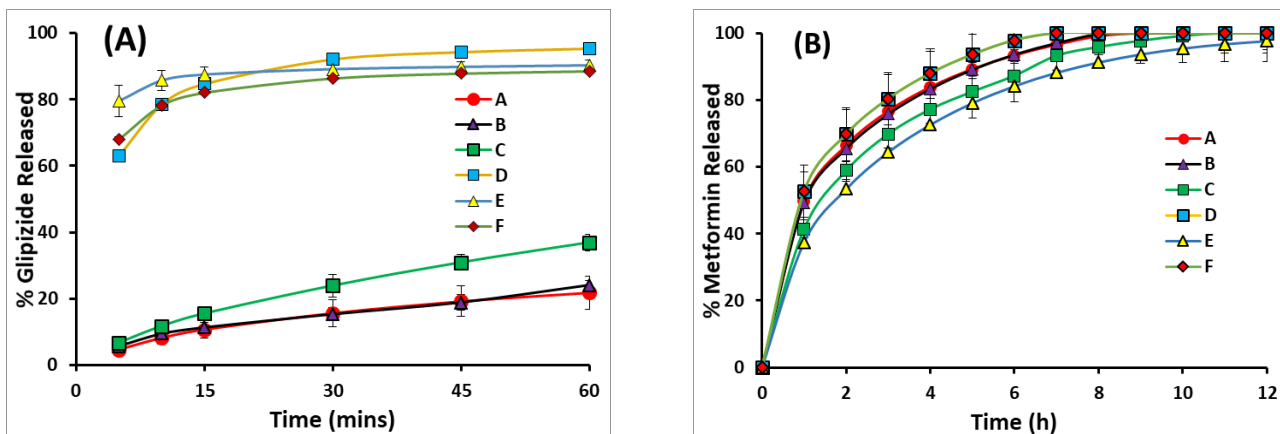 (A)
% Glipizide Released
100
80
60
40
20
0
A
B
C
D
E
F
0
15
30
45
60
Time (mins)
(B)
% Metformin Released
100
80
60
40
20
0
A
B
C
D
E
F
0
2
4
6
8
10
12
Time (h)